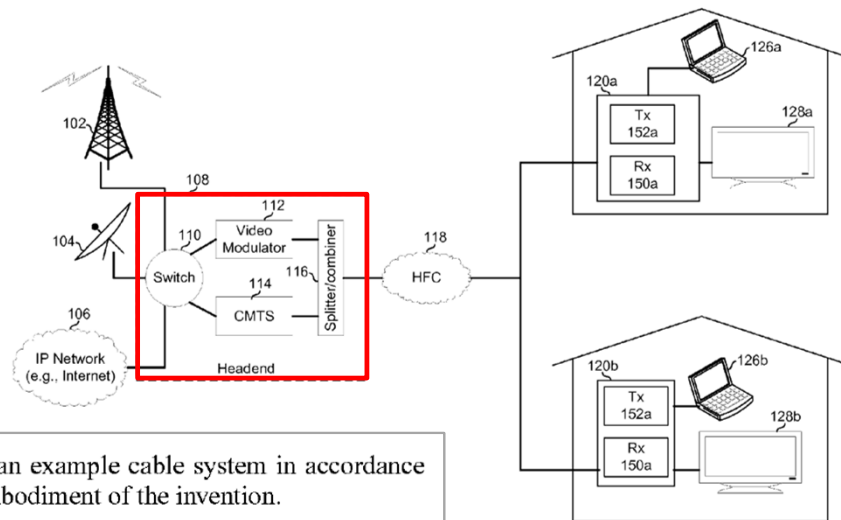 102
104
106
IP Network
(e.g., Internet)
108
110
Switch
112
Video
Modulator
114
CMTS
116
Splitter/combiner
Headend
118
HFC
120a
Tx
152a
Rx
150a
126a
128a
120b
Tx
152a
Rx
150a
126b
128b
an example cable system in accordance
bodiment of the invention.